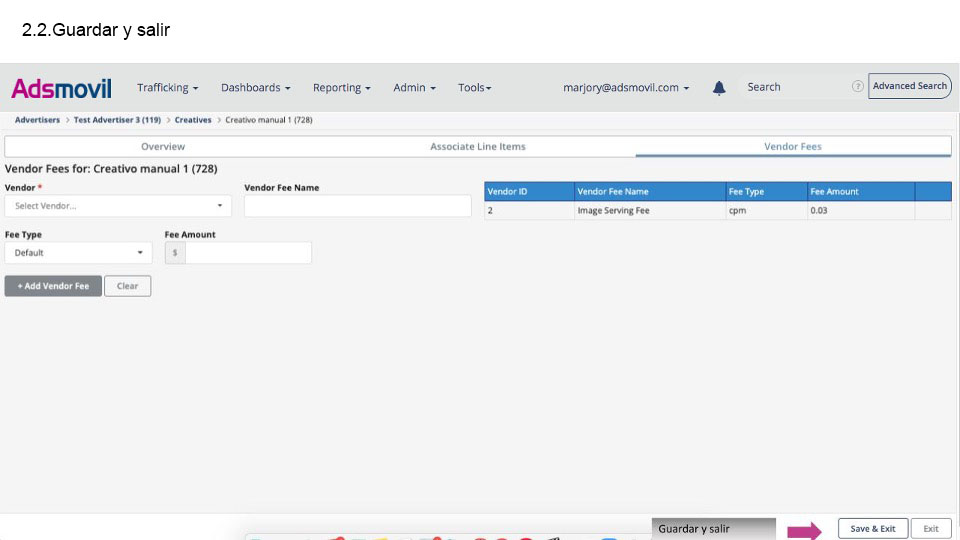 2.2.Guardar y salir
Adsmovil Trafficking Dashboards Reporting Admin Tools marjory@adsmovil.com Search ? Advanced Search
Advertisers > Test Advertiser 3 (119) > Creatives > Creativo manual 1 (728)
Overview Associate Line Items Vendor Fees
Vendor Fees for: Creativo manual 1 (728)
Vendor * Vendor Fee Name
Select Vendor...
Vendor ID Vendor Fee Name Fee Type Fee Amount
2 Image Serving Fee cpm 0.03
Fee Type Fee Amount
Default $
+ Add Vendor Fee Clear
Guardar y salir Save & Exit Exit